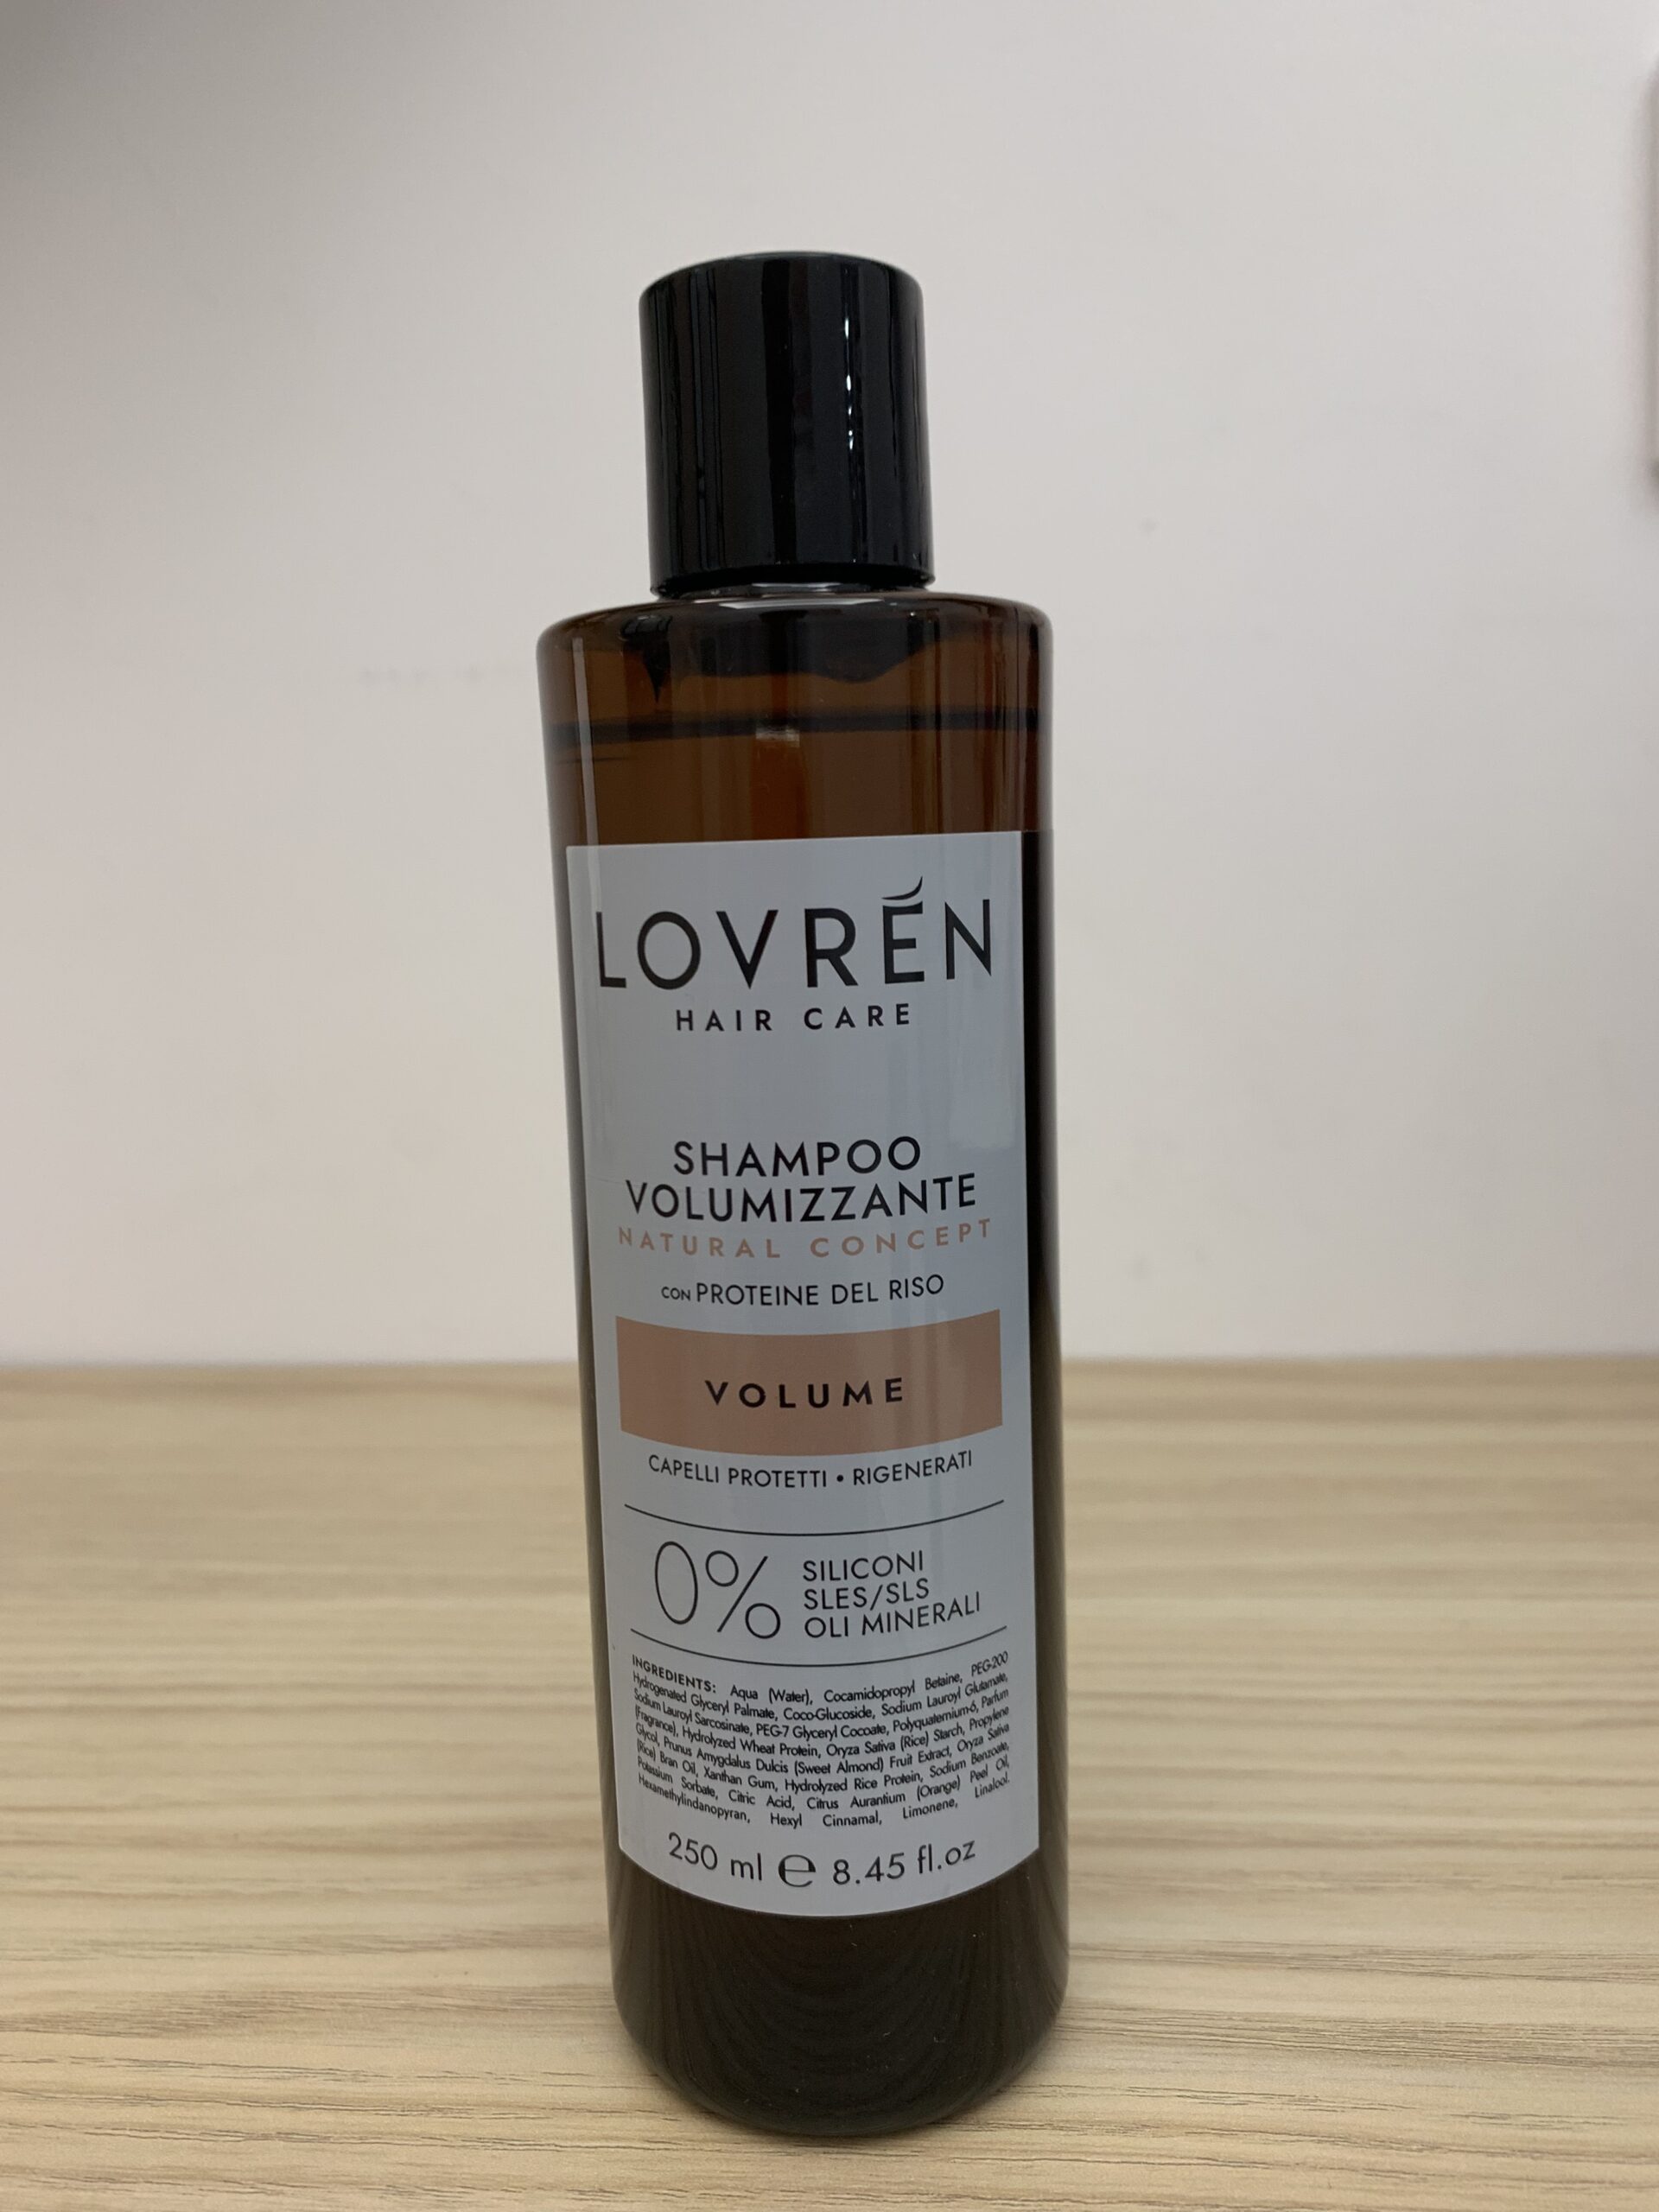 LOVRÉN
HAIR CARE
SHAMPOO
VOLUMIZZANTE
NATURAL CONCEPT
CON PROTEINE DEL RISO
VOLUME
CAPELLI PROTETTI • RIGENERATI
0% SILICONI
SLES/SLS
OLI MINERALI
INGREDIENTS: Aqua (Water), Cocamidopropyl Betaine, PEG-200
Hydrogenated Glyceryl Palmate, Coco-Glucoside, Sodium Lauroyl Glutamate,
Sodium Lauroyl Sarcosinate, PEG-7 Glyceryl Cocoate, Polyquaternium-6, Parfum
(Fragrance), Hydrolyzed Wheat Protein, Oryza Sativa (Rice) Starch, Propylene
Glycol, Prunus Amygdalus Dulcis (Sweet Almond) Fruit Extract, Oryza Sativa
(Rice) Bran Oil, Xanthan Gum, Hydrolyzed Rice Protein, Sodium Benzoate,
Potassium Sorbate, Citric Acid, Citrus Aurantium (Orange) Peel Oil,
Hexamethylindanopyran, Hexyl Cinnamal, Limonene, Linalool.
250 ml ℮ 8.45 fl.oz